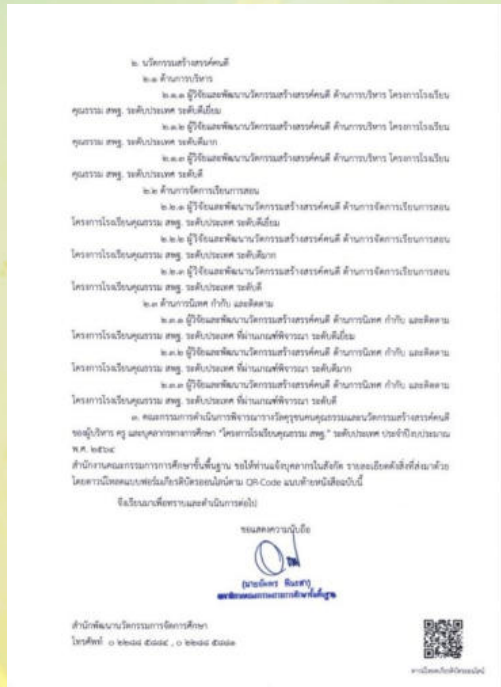 ๒. นวัตกรรมสร้างสรรค์คนดี
๒.๑ ด้านการบริหาร
๒.๑.๑ ผู้วิจัยและพัฒนานวัตกรรมสร้างสรรค์คนดี ด้านการบริหาร โครงการโรงเรียน
คุณธรรม สพฐ. ระดับประเทศ ระดับดีเยี่ยม
๒.๑.๒ ผู้วิจัยและพัฒนานวัตกรรมสร้างสรรค์คนดี ด้านการบริหาร โครงการโรงเรียน
คุณธรรม สพฐ. ระดับประเทศ ระดับดีมาก
๒.๑.๓ ผู้วิจัยและพัฒนานวัตกรรมสร้างสรรค์คนดี ด้านการบริหาร โครงการโรงเรียน
คุณธรรม สพฐ. ระดับประเทศ ระดับดี
๒.๒ ด้านการจัดการเรียนการสอน
๒.๒.๑ ผู้วิจัยและพัฒนานวัตกรรมสร้างสรรค์คนดี ด้านการจัดการเรียนการสอน
โครงการโรงเรียนคุณธรรม สพฐ. ระดับประเทศ ระดับดีเยี่ยม
๒.๒.๒ ผู้วิจัยและพัฒนานวัตกรรมสร้างสรรค์คนดี ด้านการจัดการเรียนการสอน
โครงการโรงเรียนคุณธรรม สพฐ. ระดับประเทศ ระดับดีมาก
๒.๒.๓ ผู้วิจัยและพัฒนานวัตกรรมสร้างสรรค์คนดี ด้านการจัดการเรียนการสอน
โครงการโรงเรียนคุณธรรม สพฐ. ระดับประเทศ ระดับดี
๒.๓ ด้านการนิเทศ กำกับ และติดตาม
๒.๓.๑ ผู้วิจัยและพัฒนานวัตกรรมสร้างสรรค์คนดี ด้านการนิเทศ กำกับ และติดตาม
โครงการโรงเรียนคุณธรรม สพฐ. ระดับประเทศ ที่ผ่านเกณฑ์พิจารณา ระดับดีเยี่ยม
๒.๓.๒ ผู้วิจัยและพัฒนานวัตกรรมสร้างสรรค์คนดี ด้านการนิเทศ กำกับ และติดตาม
โครงการโรงเรียนคุณธรรม สพฐ. ระดับประเทศ ที่ผ่านเกณฑ์พิจารณา ระดับดีมาก
๒.๓.๓ ผู้วิจัยและพัฒนานวัตกรรมสร้างสรรค์คนดี ด้านการนิเทศ กำกับ และติดตาม
โครงการโรงเรียนคุณธรรม สพฐ. ระดับประเทศ ที่ผ่านเกณฑ์พิจารณา ระดับดี
๓. คณะกรรมการดำเนินการพิจารณารางวัลคุรุชนคนคุณธรรมและนวัตกรรมสร้างสรรค์คนดี
ของผู้บริหาร ครู และบุคลากรทางการศึกษา "โครงการโรงเรียนคุณธรรม สพฐ." ระดับประเทศ ประจำปีงบประมาณ
พ.ศ. ๒๕๖๔
สำนักงานคณะกรรมการการศึกษาขั้นพื้นฐาน ขอให้ท่านแจ้งบุคลากรในสังกัด รายละเอียดดังสิ่งที่ส่งมาด้วย
โดยดาวน์โหลดแบบฟอร์มเกียรติบัตรออนไลน์ตาม QR-Code แนบท้ายหนังสือฉบับนี้
จึงเรียนมาเพื่อทราบและดำเนินการต่อไป
ขอแสดงความนับถือ
(นายอัมพร พินะสา)
เลขาธิการคณะกรรมการการศึกษาขั้นพื้นฐาน
สำนักพัฒนานวัตกรรมการจัดการศึกษา
โทรศัพท์
ดาวน์โหลดเกียรติบัตรออนไลน์